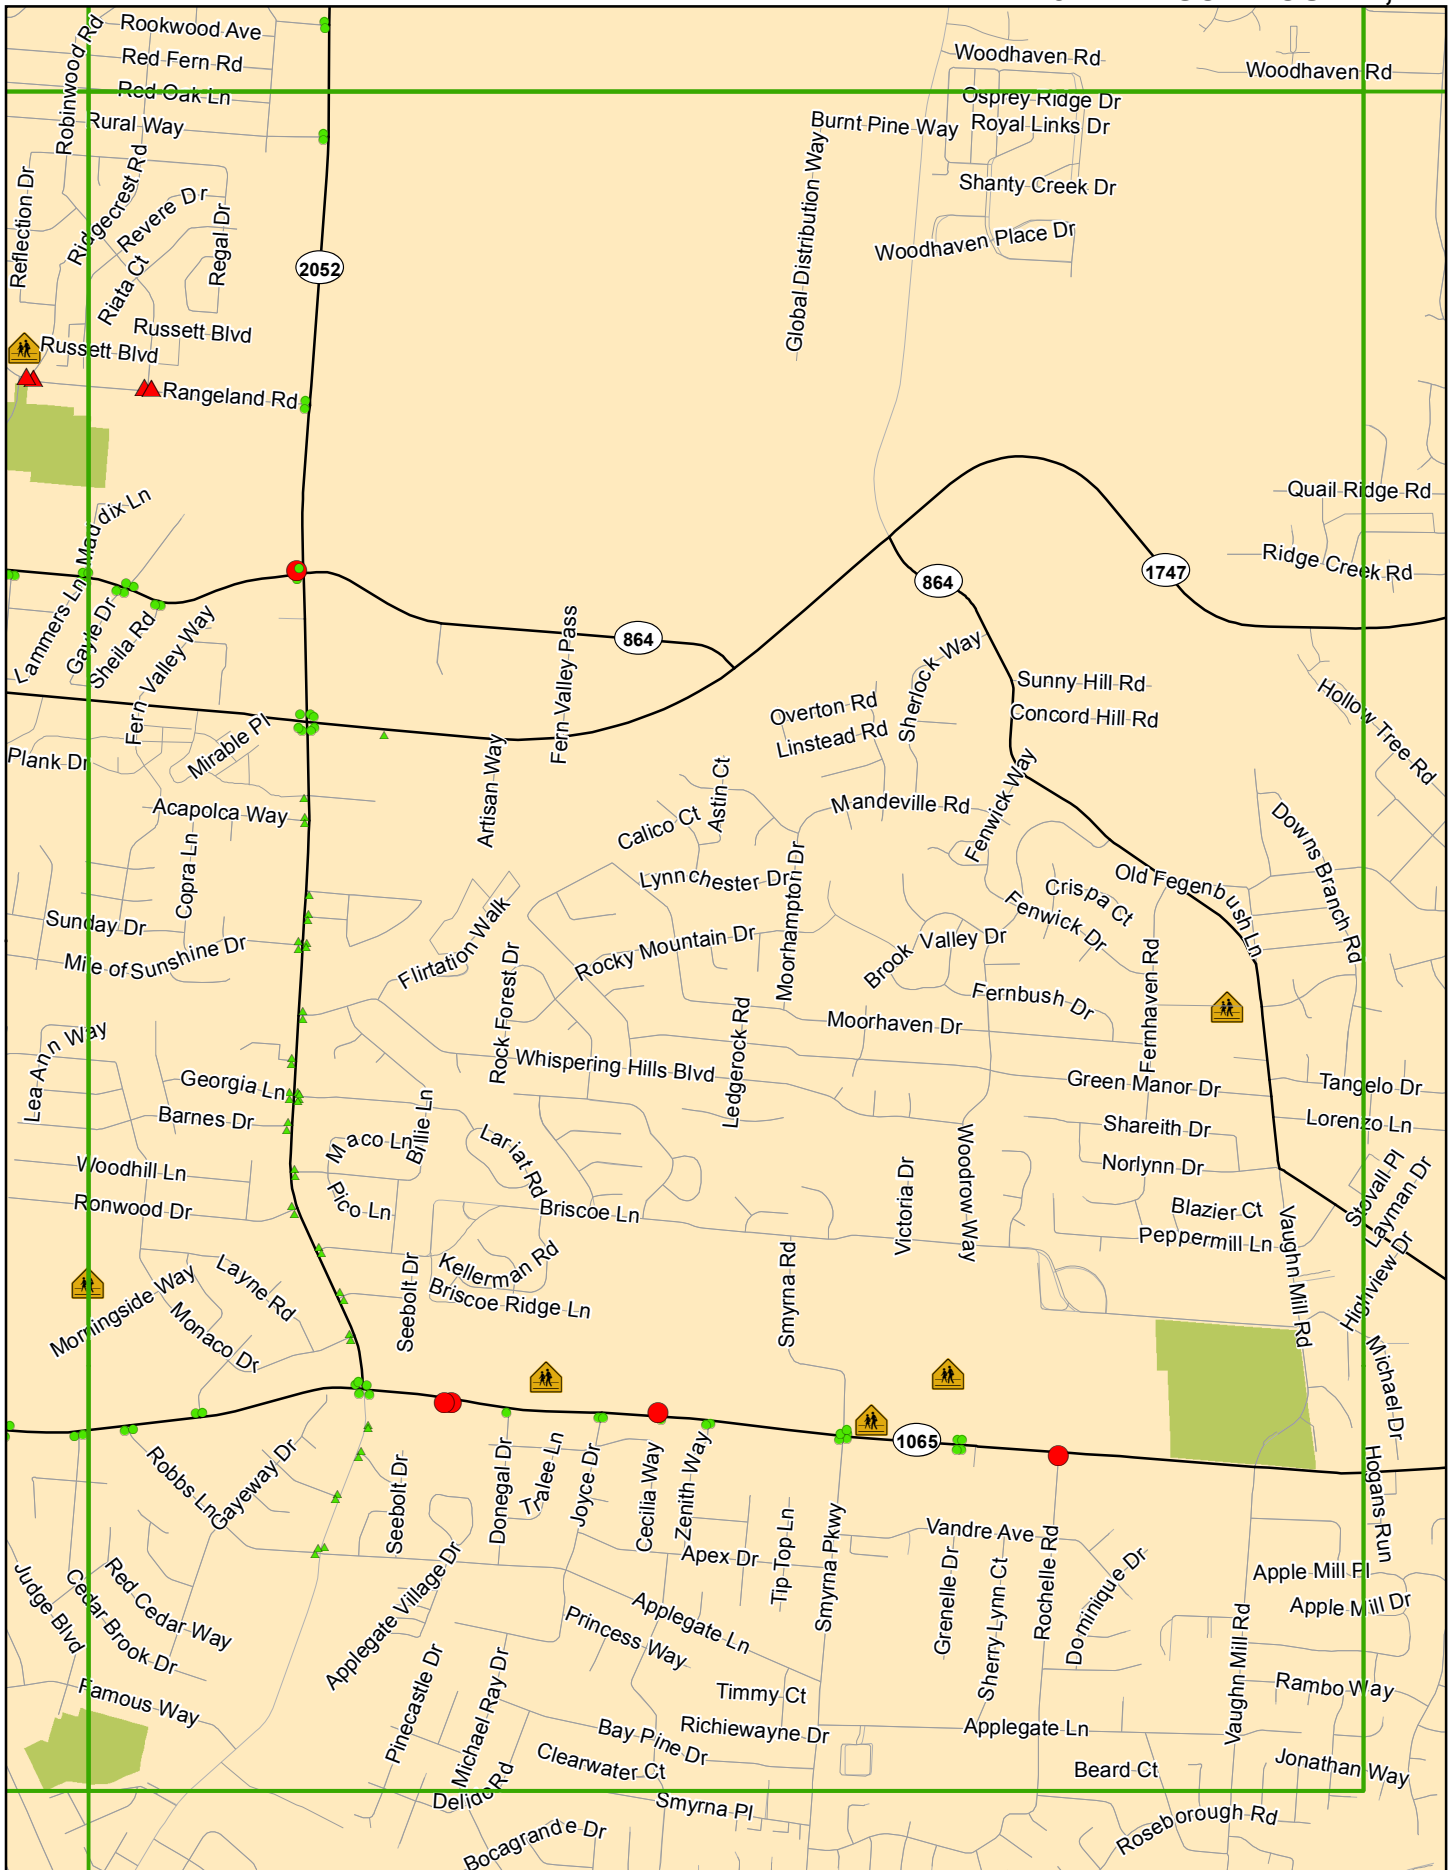 Rookwood Ave
Woodhaven Rd
Robinwood Rd
Red Fern Rd
Woodhaven Rd
Red Oak Ln
Osprey Ridge Dr
Rural Way
Burnt Pine Way
Royal Links Dr
Reflection Dr
Ridgecrest Rd
Revere Dr
Regal Dr
Global Distribution Way
Shanty Creek Dr
Woodhaven Place Dr
2052
Riata Ct
Russett Blvd
Russett Blvd
Rangeland Rd
Maddix Ln
Quail Ridge Rd
Ridge Creek Rd
1747
864
Lammers Ln
Gayle Dr
Sheila Rd
Fern Valley Way
Fern Valley Pass
864
Sherlock Way
Sunny Hill Rd
Hollow Tree Rd
Overton Rd
Concord Hill Rd
Linstead Rd
Mirable Pl
Plank Dr
Artisan Way
Astin Ct
Fenwick Way
Mandeville Rd
Acapolca Way
Calico Ct
Downs Branch Rd
Copra Ln
Lynnchester Dr
Moorhampton Dr
Crispa Ct
Old Fegenbush Ln
Sunday Dr
Flirtation Walk
Fenwick Dr
Rocky Mountain Dr
Brook Valley Dr
Mile of Sunshine Dr
Rock Forest Dr
Fernhaven Rd
Fernbush Dr
Moorhaven Dr
Ledgerock Rd
Lea Ann Way
Whispering Hills Blvd
Georgia Ln
Green Manor Dr
Tangelo Dr
Barnes Dr
Billie Ln
Shareith Dr
Lorenzo Ln
Maco Ln
Lariat Rd
Woodrow Way
Woodhill Ln
Victoria Dr
Norlynn Dr
Stovall Pl
Layman Dr
Ronwood Dr
Pico Ln
Briscoe Ln
Blazier Ct
Peppermill Ln
Vaughn Mill Rd
Highview Dr
Kellerman Rd
Smyrna Rd
Seebolt Dr
Layne Rd
Morningside Way
Briscoe Ridge Ln
Monaco Dr
Michael Dr
1065
Robbs Ln
Gayeway Dr
Seebolt Dr
Donegal Dr
Tralee Ln
Joyce Dr
Cecilia Way
Zenith Way
Hogans Run
Tip Top Ln
Smyrna Pkwy
Vandre Ave
Apex Dr
Rochelle Rd
Grenelle Dr
Sherry Lynn Ct
Dominique Dr
Apple Mill Pl
Judge Blvd
Cedar Brook Dr
Red Cedar Way
Applegate Village Dr
Applegate Ln
Apple Mill Dr
Princess Way
Vaughn Mill Rd
Pinecastle Dr
Michael Ray Dr
Rambo Way
Famous Way
Timmy Ct
Richiewayne Dr
Applegate Ln
Bay Pine Dr
Clearwater Ct
Beard Ct
Jonathan Way
Delido Rd
Smyrna Pl
Roseborough Rd
Bocagrande Dr